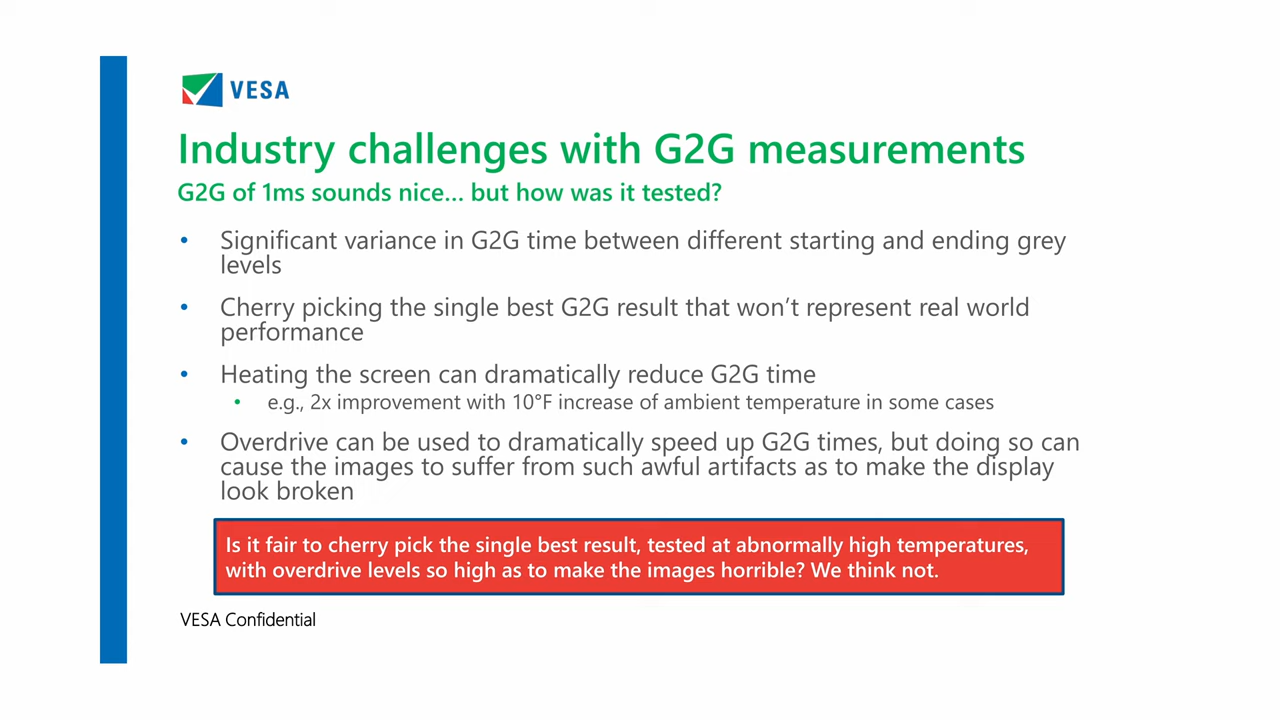 VESA
Industry challenges with G2G measurements
G2G of 1ms sounds nice... but how was it tested?
• Significant variance in G2G time between different starting and ending grey
levels
• Cherry picking the single best G2G result that won’t represent real world
performance
• Heating the screen can dramatically reduce G2G time
• e.g., 2x improvement with 10°F increase of ambient temperature in some cases
• Overdrive can be used to dramatically speed up G2G times, but doing so can
cause the images to suffer from such awful artifacts as to make the display
look broken
Is it fair to cherry pick the single best result, tested at abnormally high temperatures,
with overdrive levels so high as to make the images horrible? We think not.
VESA Confidential